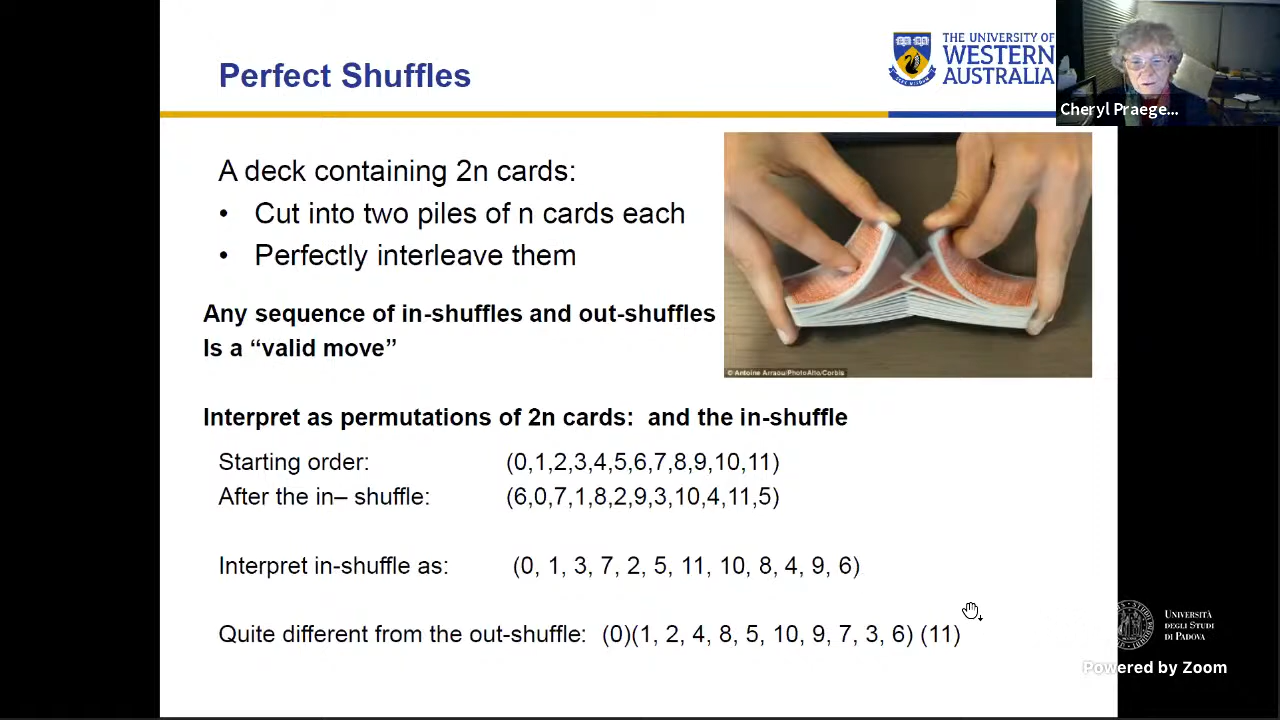 Perfect Shuffles
THE UNIVERSITY OF
WESTERN
AUSTRALIA
Cheryl Praege...
A deck containing 2n cards:
• Cut into two piles of n cards each
• Perfectly interleave them
Any sequence of in-shuffles and out-shuffles
Is a “valid move”
© Antoine Arraou/PhotoAlto/Corbis
Interpret as permutations of 2n cards: and the in-shuffle
Starting order: (0,1,2,3,4,5,6,7,8,9,10,11)
After the in– shuffle: (6,0,7,1,8,2,9,3,10,4,11,5)
Interpret in-shuffle as: (0, 1, 3, 7, 2, 5, 11, 10, 8, 4, 9, 6)
Quite different from the out-shuffle: (0)(1, 2, 4, 8, 5, 10, 9, 7, 3, 6) (11)
UNIVERSITÀ
DEGLI STUDI
DI PADOVA
Powered by Zoom